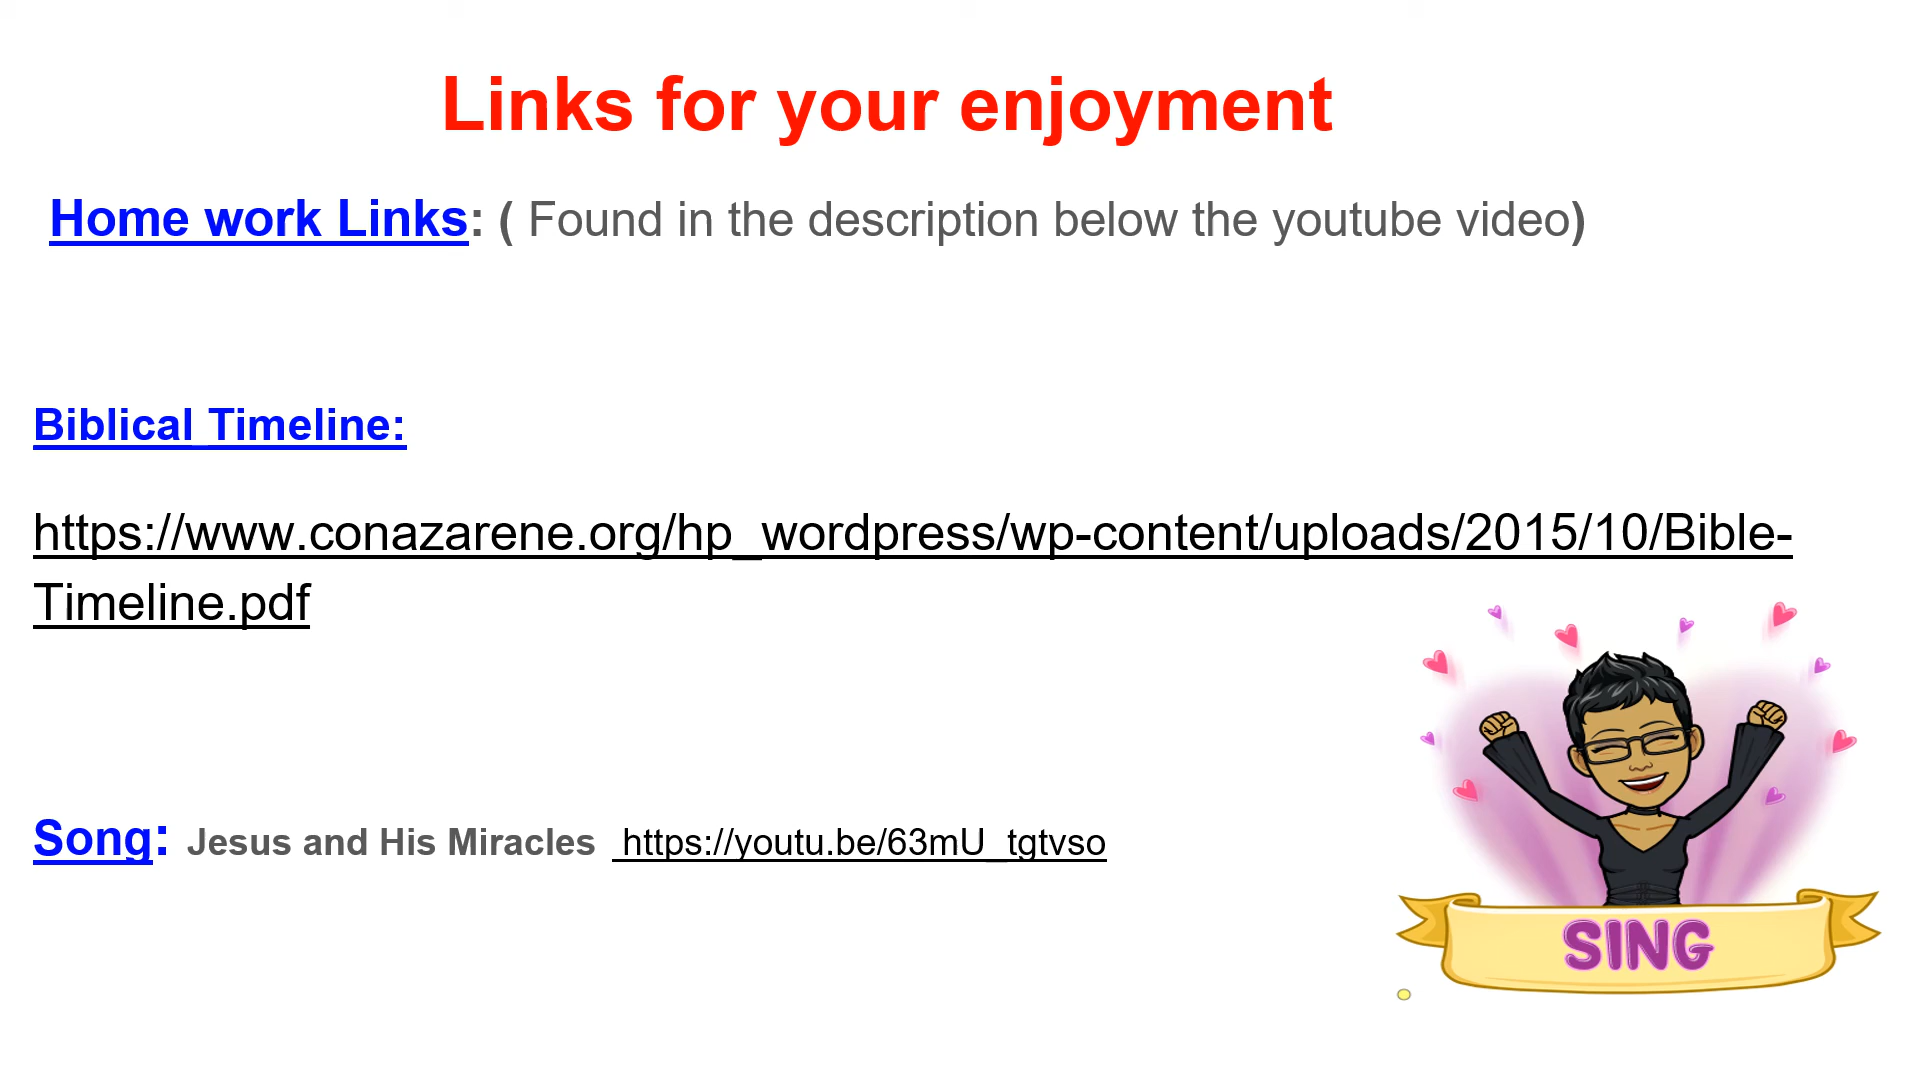 Links for your enjoyment
Home work Links: ( Found in the description below the youtube video)
Biblical Timeline:
https://www.conazarene.org/hp_wordpress/wp-content/uploads/2015/10/Bible-
Timeline.pdf
Song: Jesus and His Miracles https://youtu.be/63mU_tgtvso
SING